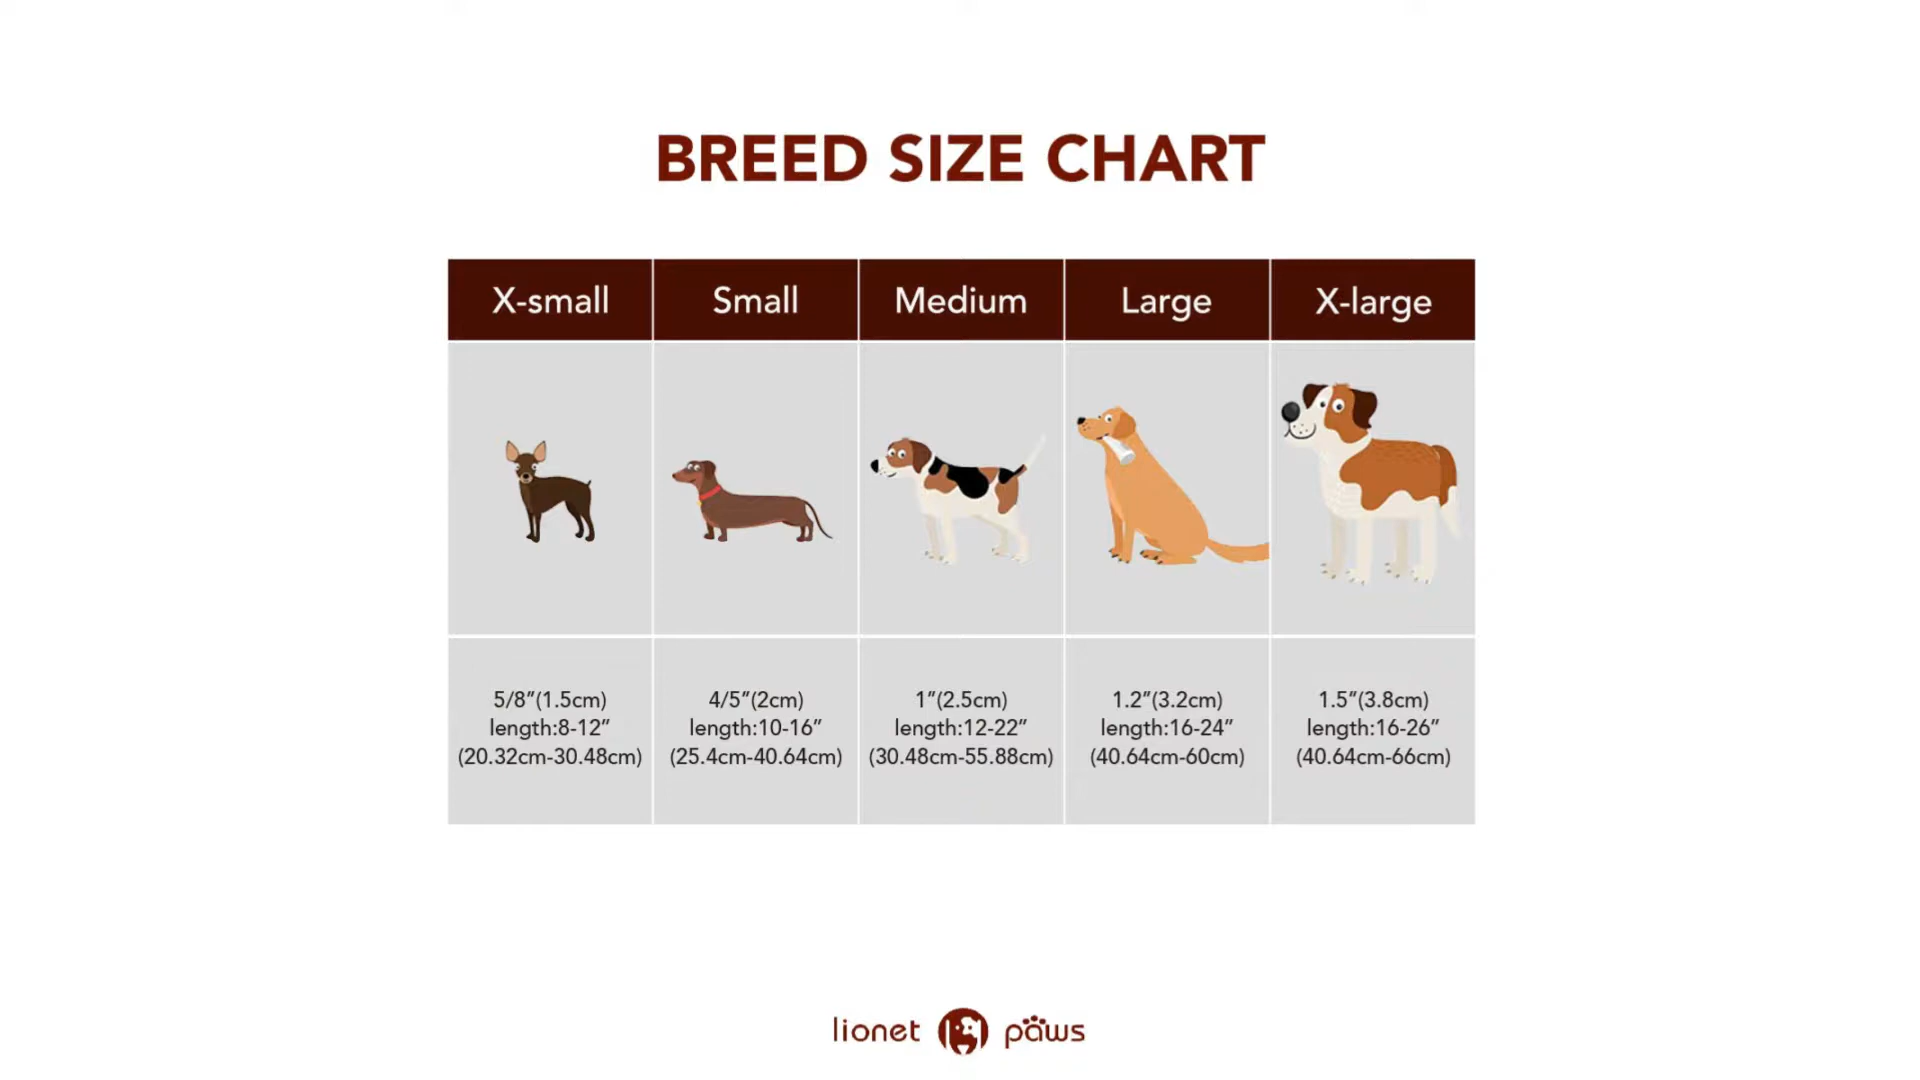 BREED SIZE CHART
X-small
Small
Medium
Large
X-large
5/8”(1.5cm)
length:8-12”
(20.32cm-30.48cm)
4/5”(2cm)
length:10-16”
(25.4cm-40.64cm)
1”(2.5cm)
length:12-22”
(30.48cm-55.88cm)
1.2”(3.2cm)
length:16-24”
(40.64cm-60cm)
1.5”(3.8cm)
length:16-26”
(40.64cm-66cm)
lionet paws